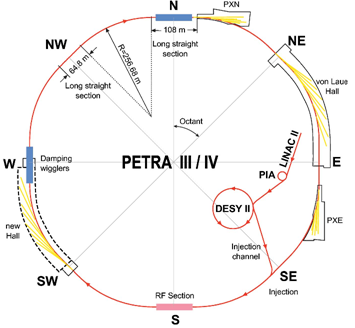 N
PXN
108 m
NW
Long straight
section
NE
64.8 m
R=256.68 m
Long straight
section
von Laue
Hall
Octant
LINAC II
W
Damping
wigglers
PETRA III / IV
E
PIA
DESY II
PXE
new
Hall
Injection
channel
SW
SE
RF Section
Injection
S